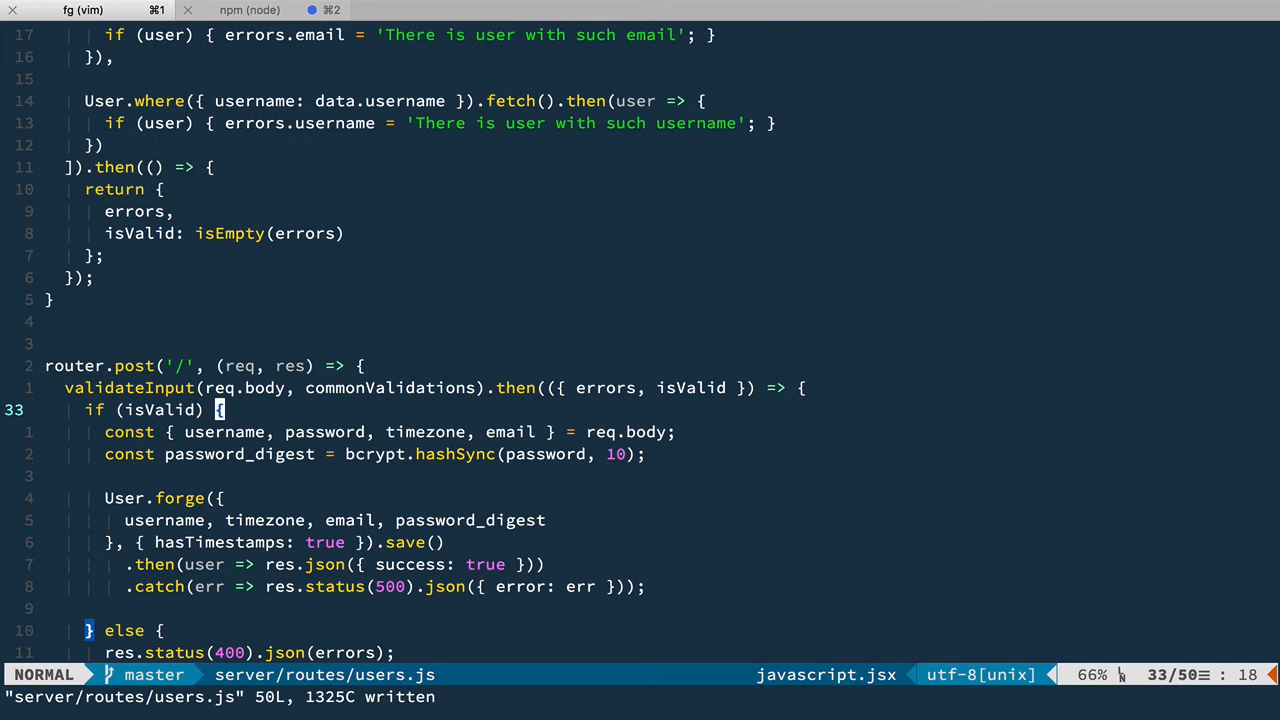 fg (vim) ⌘1 npm (node) ⌘2
17 if (user) { errors.email = 'There is user with such email'; }
16 }),
15
14 User.where({ username: data.username }).fetch().then(user => {
13 if (user) { errors.username = 'There is user with such username'; }
12 })
11 ]).then(() => {
10 return {
9 errors,
8 isValid: isEmpty(errors)
7 };
6 });
5 }
4
3
2 router.post('/', (req, res) => {
1 validateInput(req.body, commonValidations).then(({ errors, isValid }) => {
33 if (isValid) {
1 const { username, password, timezone, email } = req.body;
2 const password_digest = bcrypt.hashSync(password, 10);
3
4 User.forge({
5 username, timezone, email, password_digest
6 }, { hasTimestamps: true }).save()
7 .then(user => res.json({ success: true }))
8 .catch(err => res.status(500).json({ error: err }));
9
10 } else {
11 res.status(400).json(errors);
NORMAL master server/routes/users.js javascript.jsx utf-8[unix] 66% 33/50≡ : 18
"server/routes/users.js" 50L, 1325C written